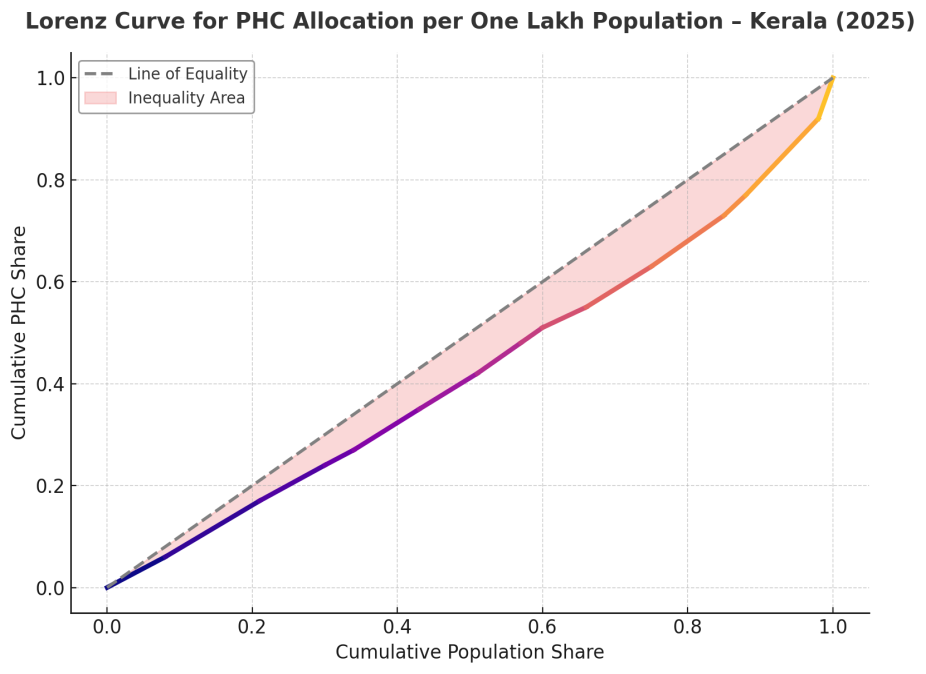 Lorenz Curve for PHC Allocation per One Lakh Population – Kerala (2025)
Line of Equality
Inequality Area
1.0
0.8
0.6
0.4
0.2
0.0
Cumulative PHC Share
0.0 0.2 0.4 0.6 0.8 1.0
Cumulative Population Share